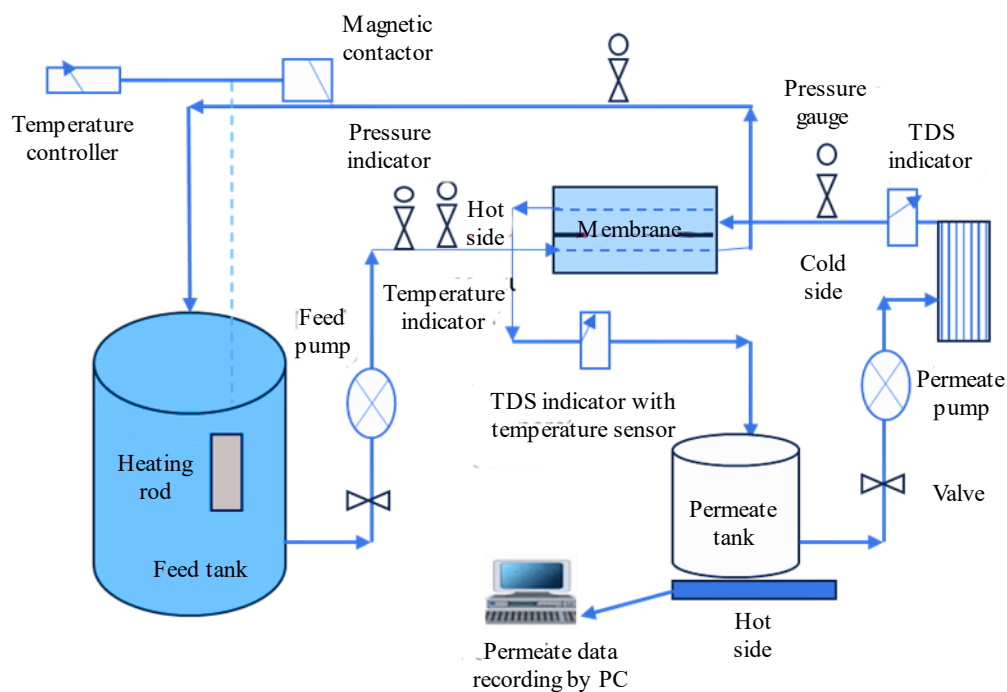 Magnetic
contactor
Temperature
controller
Pressure
indicator
Pressure
gauge
TDS
indicator
Hot
side
Membrane
Cold
side
Temperature
indicator
Feed
pump
TDS indicator with
temperature sensor
Permeate
pump
Heating
rod
Feed tank
Permeate
tank
Valve
Hot
side
Permeate data
recording by PC